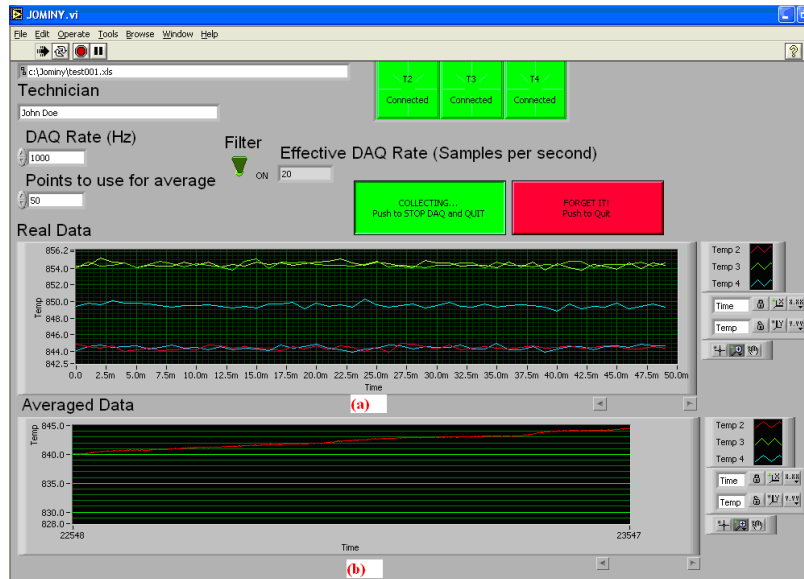 JOMINY.vi
File Edit Operate Tools Browse Window Help
c:\Jominy\test001.xls
T2 T3 T4
Connected Connected Connected
Technician
John Doe
DAQ Rate (Hz)
1000
Filter
ON
Effective DAQ Rate (Samples per second)
20
Points to use for average
50
COLLECTING...
Push to STOP DAQ and QUIT
FORGET IT!
Push to Quit
Real Data
856.2
854.0
852.0
850.0
848.0
846.0
844.0
842.5
Temp
0.0 2.5m 5.0m 7.5m 10.0m 12.5m 15.0m 17.5m 20.0m 22.5m 25.0m 27.5m 30.0m 32.5m 35.0m 37.5m 40.0m 42.5m 45.0m 47.5m 50.0m
Time
Temp 2
Temp 3
Temp 4
Time
Temp
(a)
Averaged Data
845.0
840.0
835.0
830.0
828.0
Temp
22548 23547
Time
Temp 2
Temp 3
Temp 4
Time
Temp
(b)